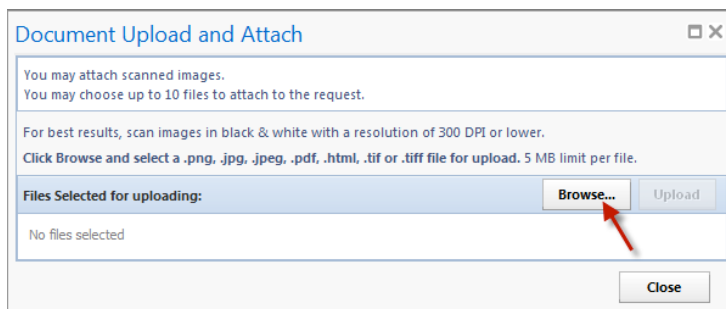 Document Upload and Attach
You may attach scanned images.
You may choose up to 10 files to attach to the request.
For best results, scan images in black & white with a resolution of 300 DPI or lower.
Click Browse and select a .png, .jpg, .jpeg, .pdf, .html, .tif or .tiff file for upload. 5 MB limit per file.
Files Selected for uploading: Browse... Upload
No files selected
Close